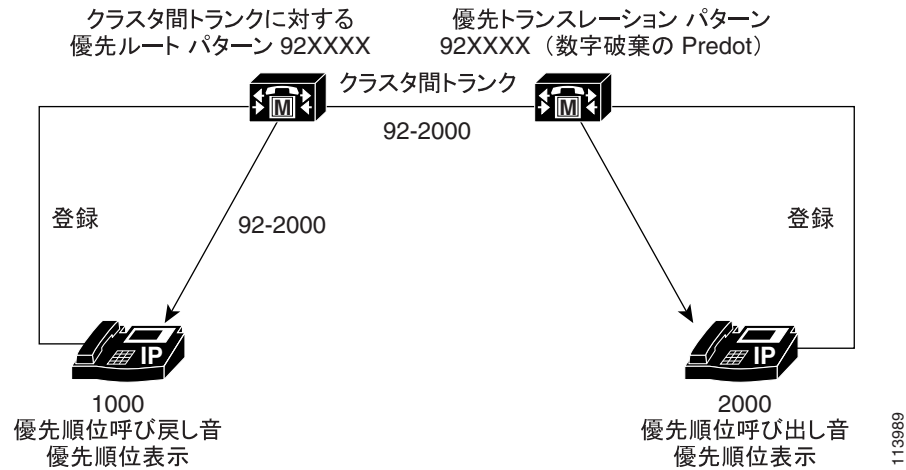 クラスタ間トランクに対する
優先ルート パターン 92XXXX
優先トランスレーション パターン
92XXXX(数字破棄の Predot)
クラスタ間トランク
M
M
92-2000
登録
92-2000
登録
IP
IP
1000
優先順位呼び戻し音
優先順位表示
2000
優先順位呼び出し音
優先順位表示
113989